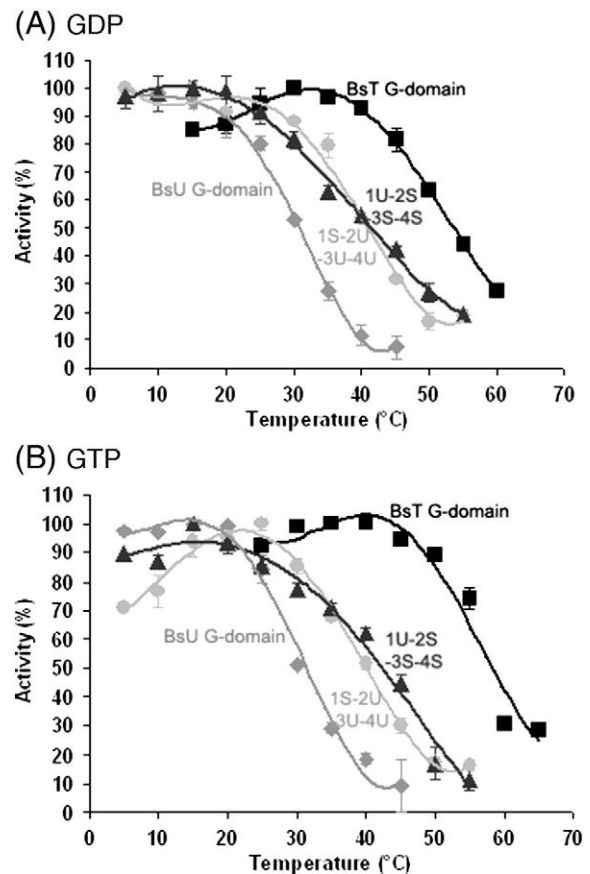 (A) GDP
110
100
90
80
70
60
50
40
30
20
10
0
Activity (%)
BsT G-domain
BsU G-domain
1U-2S
-3S-4S
1S-2U
-3U-4U
0 10 20 30 40 50 60 70
Temperature (°C)
(B) GTP
110
100
90
80
70
60
50
40
30
20
10
0
Activity (%)
BsT G-domain
BsU G-domain
1U-2S
-3S-4S
1S-2U
3U-4U
0 10 20 30 40 50 60 70
Temperature (°C)